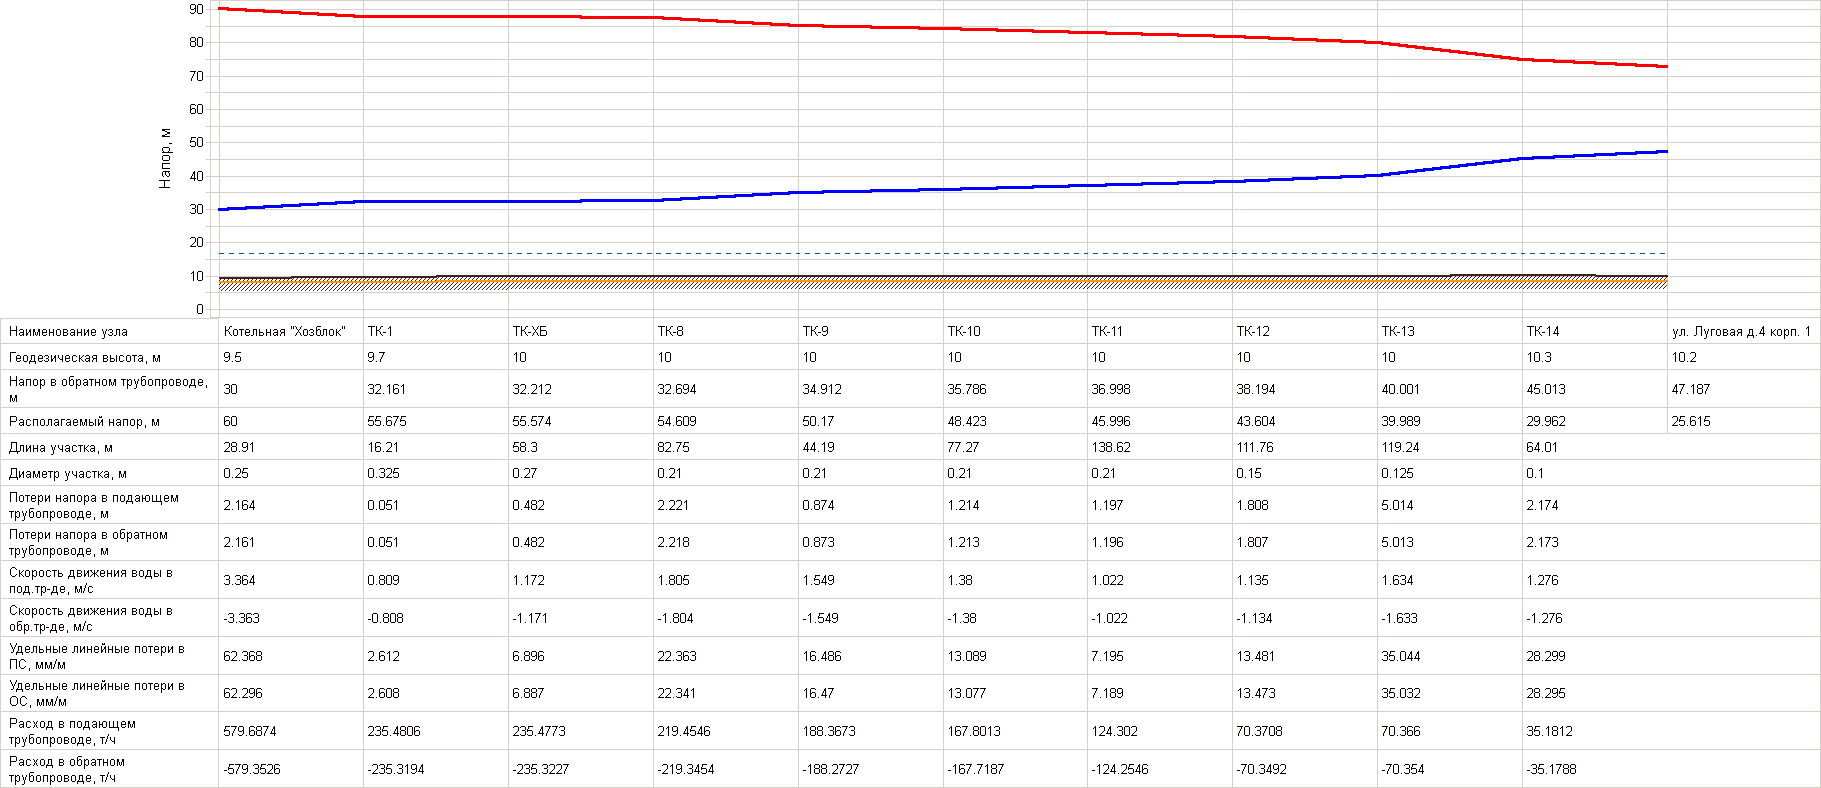 90
80
70
60
50
40
30
20
10
0
Напор, м
Наименование узла Котельная "Хозблок" ТК-1 ТК-ХБ ТК-8 ТК-9 ТК-10 ТК-11 ТК-12 ТК-13 ТК-14 ул. Луговая д.4 корп. 1
Геодезическая высота, м 9.5 9.7 10 10 10 10 10 10 10 10.3 10.2
Напор в обратном трубопроводе,
м 30 32.161 32.212 32.694 34.912 35.786 36.998 38.194 40.001 45.013 47.187
Располагаемый напор, м 60 55.675 55.574 54.609 50.17 48.423 45.996 43.604 39.989 29.962 25.615
Длина участка, м 28.91 16.21 58.3 82.75 44.19 77.27 138.62 111.76 119.24 64.01
Диаметр участка, м 0.25 0.325 0.27 0.21 0.21 0.21 0.21 0.15 0.125 0.1
Потери напора в подающем
трубопроводе, м 2.164 0.051 0.482 2.221 0.874 1.214 1.197 1.808 5.014 2.174
Потери напора в обратном
трубопроводе, м 2.161 0.051 0.482 2.218 0.873 1.213 1.196 1.807 5.013 2.173
Скорость движения воды в
под.тр-де, м/с 3.364 0.809 1.172 1.805 1.549 1.38 1.022 1.135 1.634 1.276
Скорость движения воды в
обр.тр-де, м/с -3.363 -0.808 -1.171 -1.804 -1.549 -1.38 -1.022 -1.134 -1.633 -1.276
Удельные линейные потери в
ПС, мм/м 62.368 2.612 6.896 22.363 16.486 13.089 7.195 13.481 35.044 28.299
Удельные линейные потери в
ОС, мм/м 62.296 2.608 6.887 22.341 16.47 13.077 7.189 13.473 35.032 28.295
Расход в подающем
трубопроводе, т/ч 579.6874 235.4806 235.4773 219.4546 188.3673 167.8013 124.302 70.3708 70.366 35.1812
Расход в обратном
трубопроводе, т/ч -579.3526 -235.3194 -235.3227 -219.3454 -188.2727 -167.7187 -124.2546 -70.3492 -70.354 -35.1788